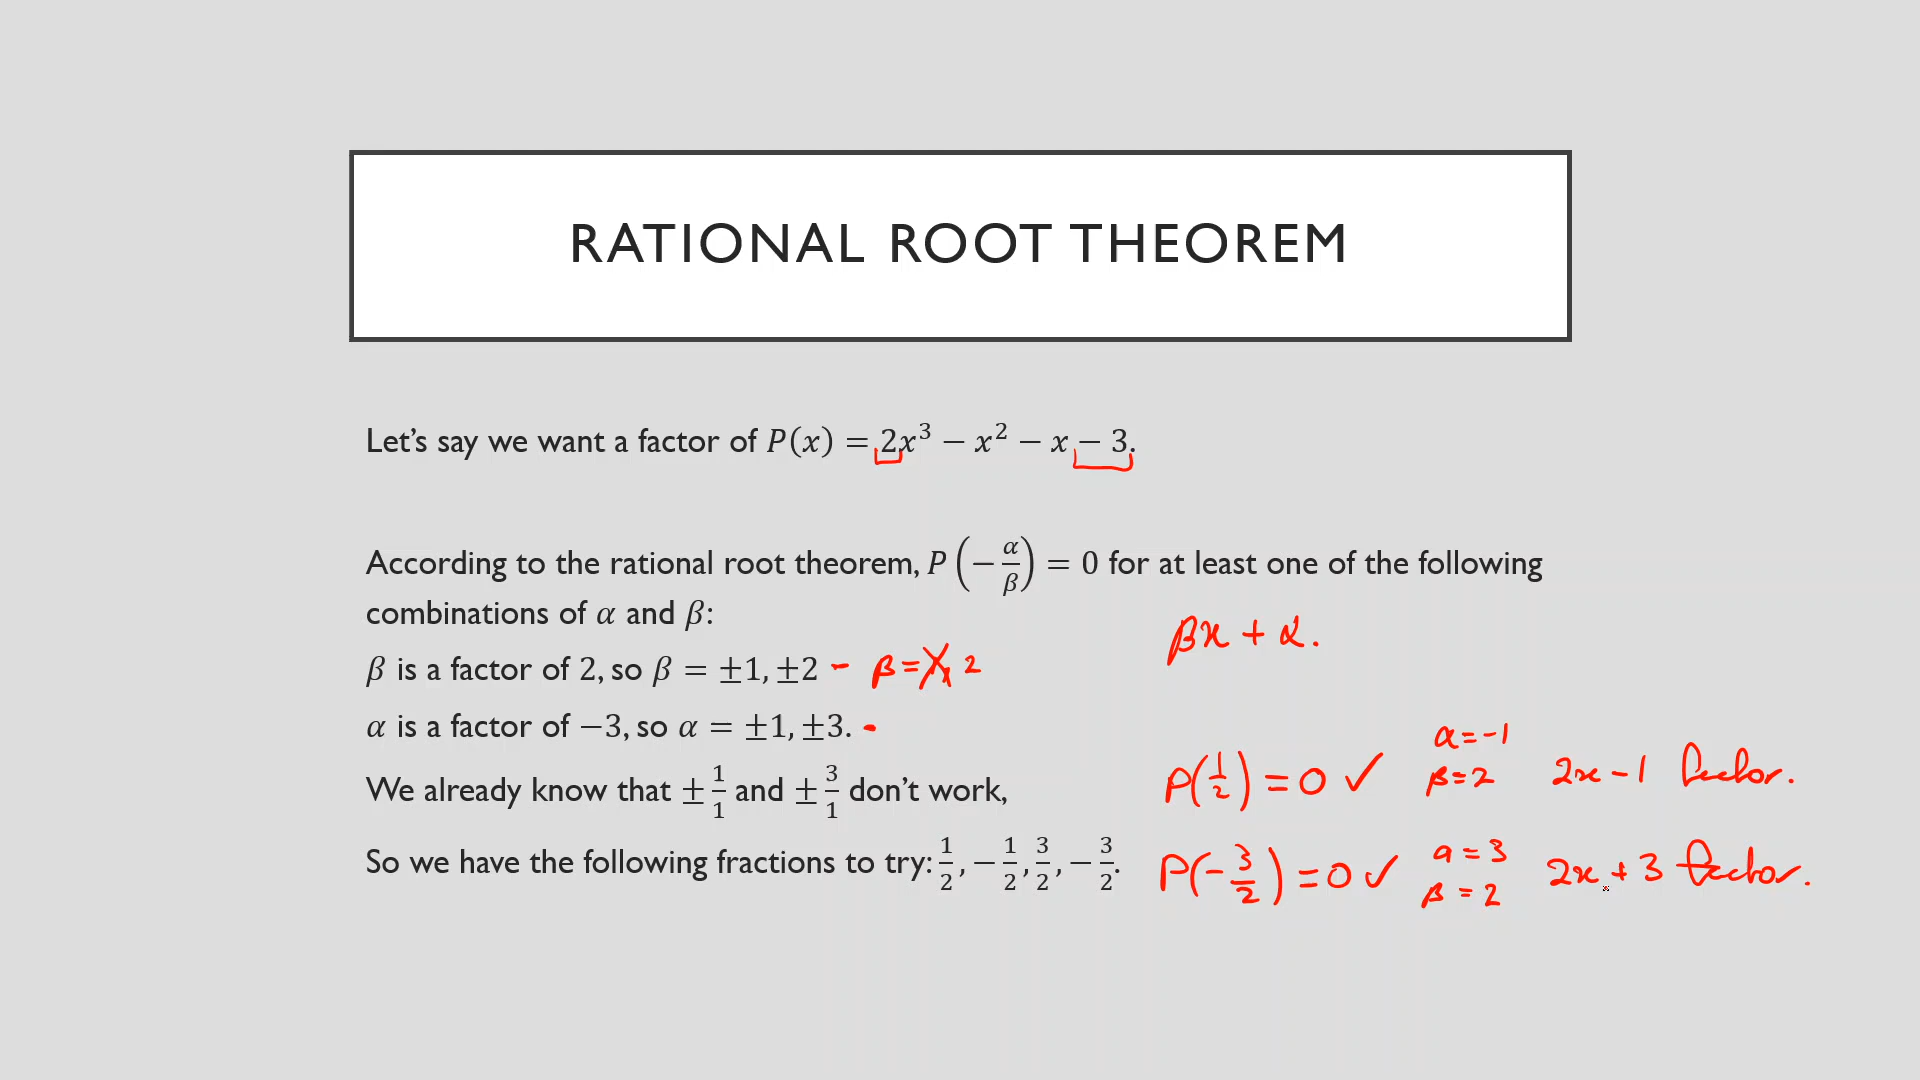 RATIONAL ROOT THEOREM
Let's say we want a factor of P(x) = 2x³ − x² − x − 3.
According to the rational root theorem, P(−α/β) = 0 for at least one of the following
combinations of α and β:
βx + α.
β is a factor of 2, so β = ±1, ±2 - β = 2
α is a factor of −3, so α = ±1, ±3. -
We already know that ±1/1 and ±3/1 don't work,
P(1/2) = 0 ✓ α = -1 β = 2 2x - 1 factor.
So we have the following fractions to try: 1/2, −1/2, 3/2, −3/2.
P(-3/2) = 0 ✓ α = 3 β = 2 2x + 3 factor.